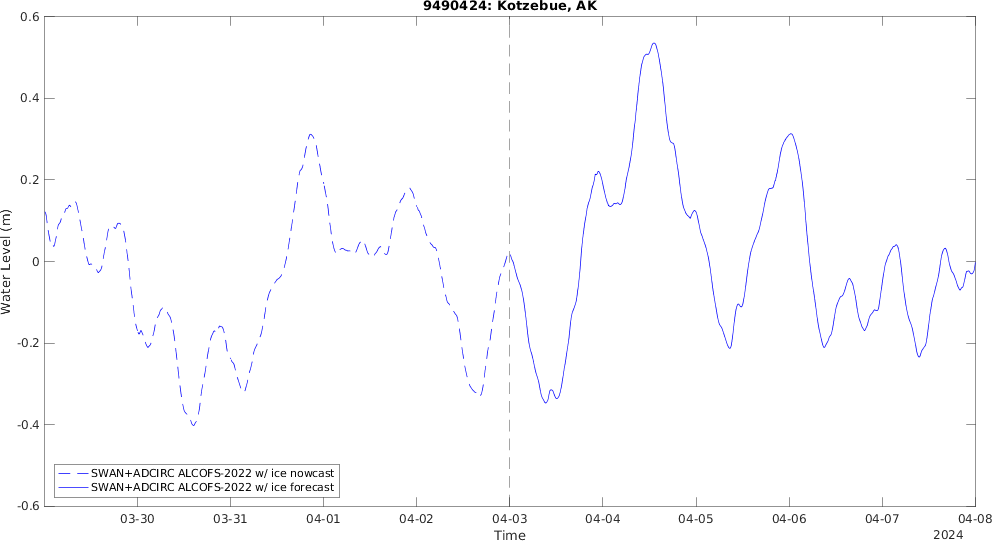 9490424: Kotzebue, AK
0.6
0.4
0.2
0
-0.2
-0.4
-0.6
Water Level (m)
SWAN+ADCIRC ALCOFS-2022 w/ ice nowcast
SWAN+ADCIRC ALCOFS-2022 w/ ice forecast
03-30 03-31 04-01 04-02 04-03 04-04 04-05 04-06 04-07 04-08
Time
2024